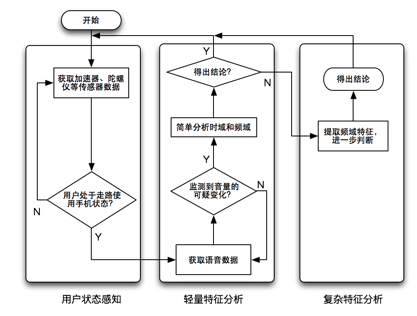 开始
获取加速器、陀螺
仪等传感器数据
用户处于走路使
用手机状态?
N
Y
用户状态感知
Y
得出结论?
N
简单分析时域和频域
Y
监测到音量的
可疑变化?
N
获取语音数据
轻量特征分析
得出结论
提取频域特征,
进一步判断
复杂特征分析